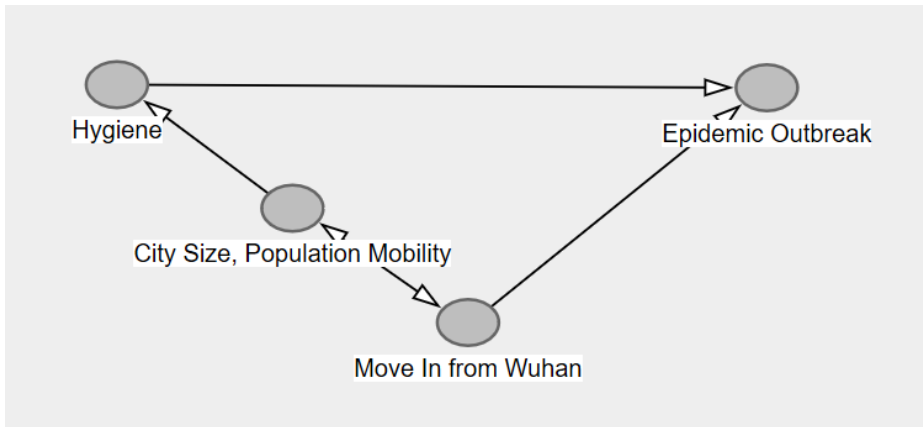 Hygiene
Epidemic Outbreak
City Size, Population Mobility
Move In from Wuhan